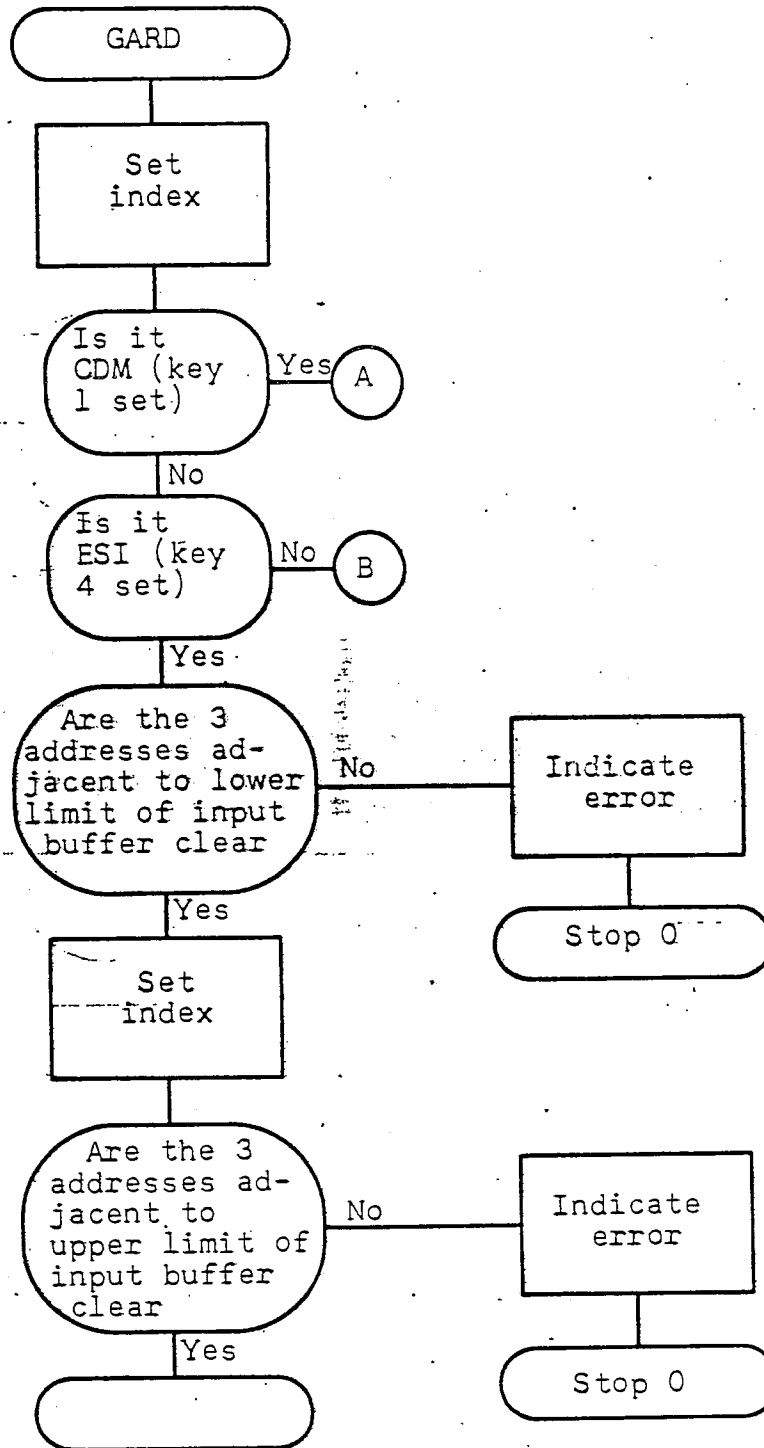 GARD
Set
index
Is it
CDM (key
1 set)
Yes
A
No
Is it
ESI (key
4 set)
No
B
Yes
Are the 3
addresses ad-
jacent to lower
limit of input
buffer clear
No
Indicate
error
Stop 0
Yes
Set
index
Are the 3
addresses ad-
jacent to
upper limit of
input buffer
clear
No
Indicate
error
Stop 0
Yes